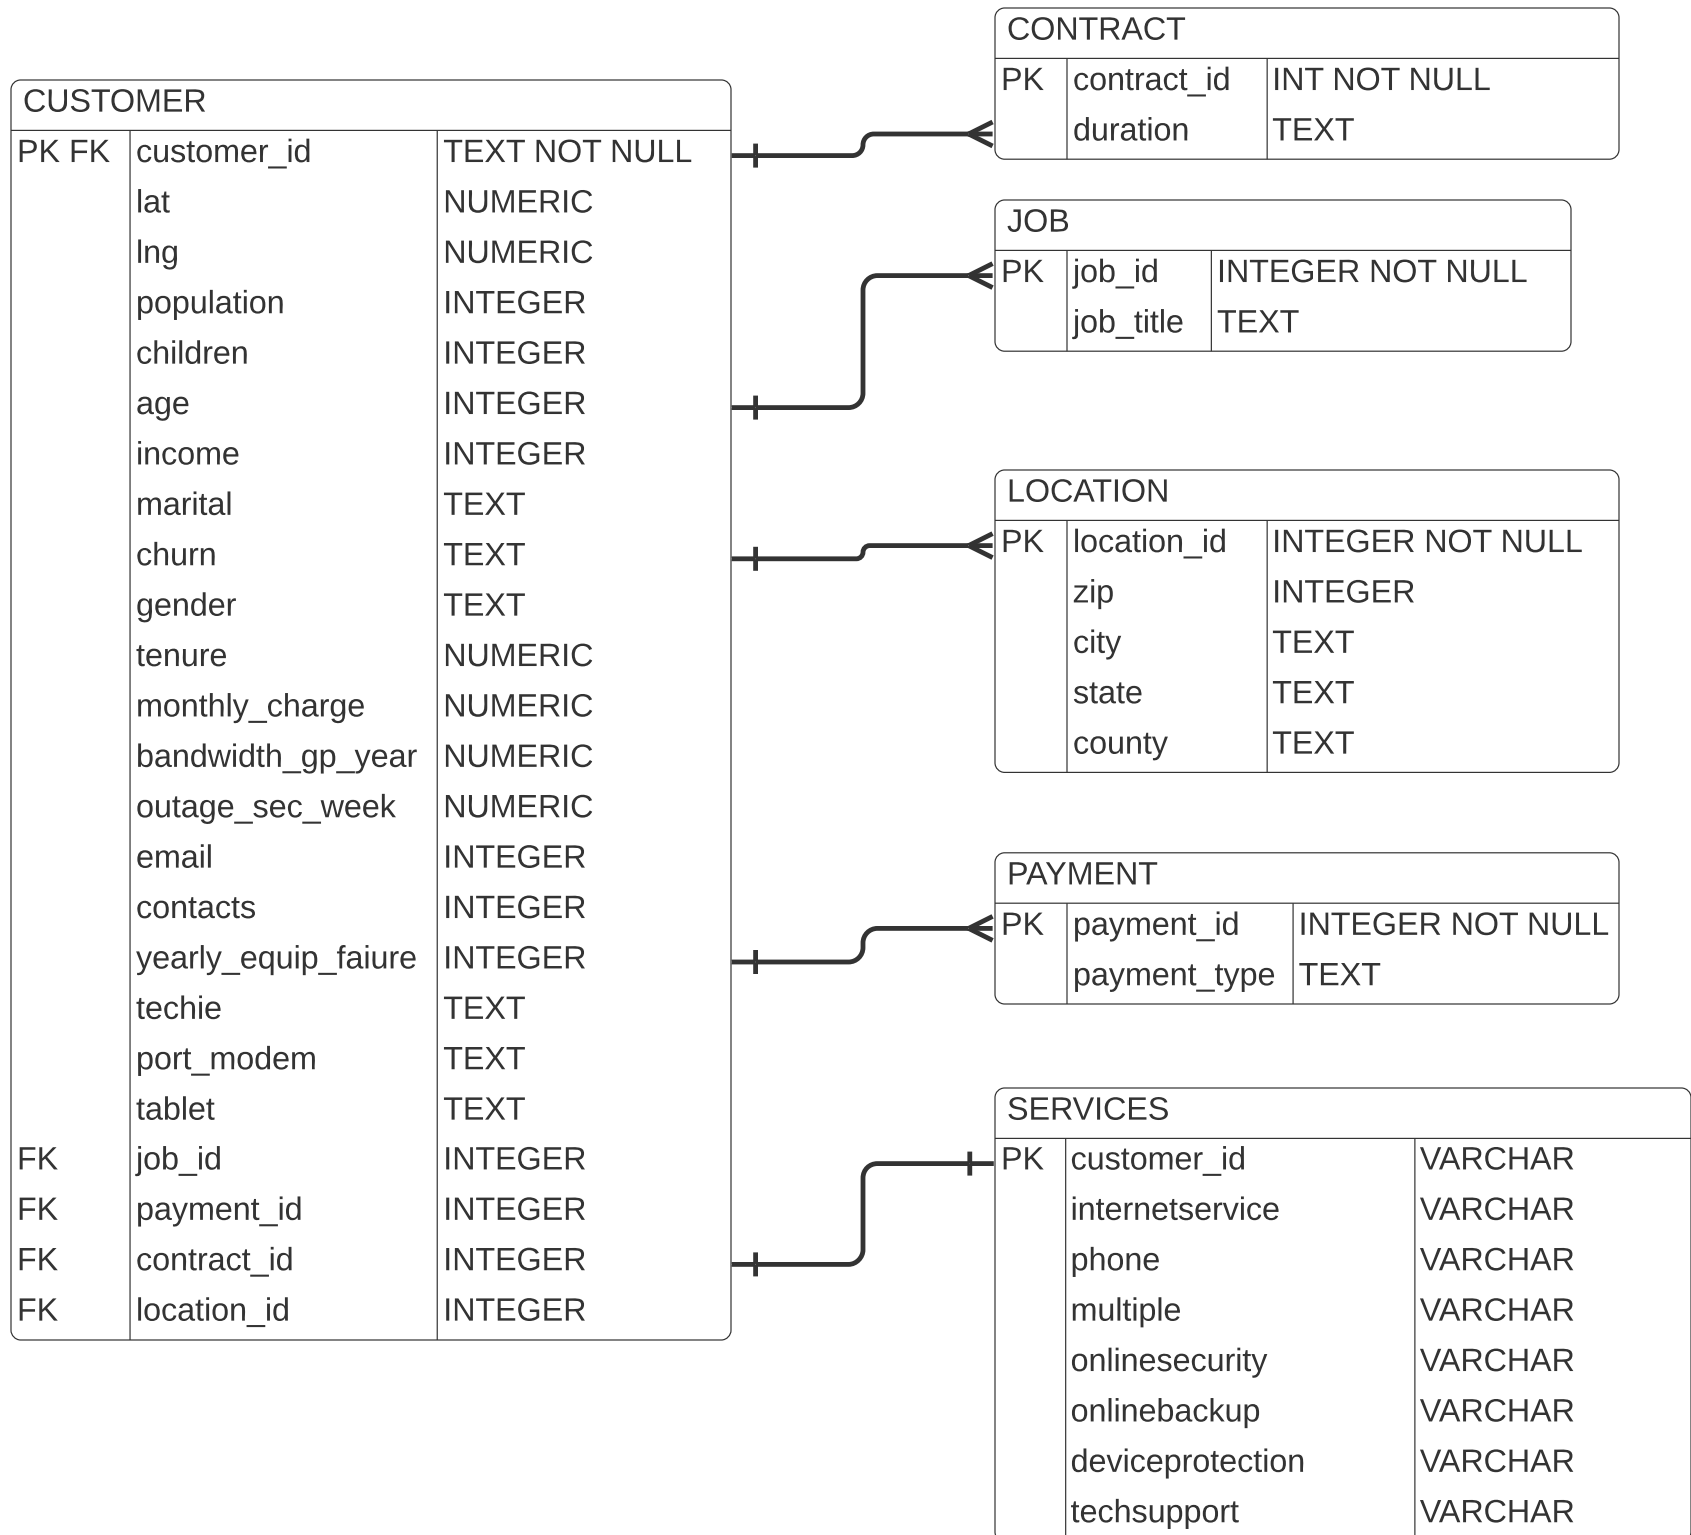 CUSTOMER
PK FK customer_id TEXT NOT NULL
lat NUMERIC
lng NUMERIC
population INTEGER
children INTEGER
age INTEGER
income INTEGER
marital TEXT
churn TEXT
gender TEXT
tenure NUMERIC
monthly_charge NUMERIC
bandwidth_gp_year NUMERIC
outage_sec_week NUMERIC
email INTEGER
contacts INTEGER
yearly_equip_faiure INTEGER
techie TEXT
port_modem TEXT
tablet TEXT
FK job_id INTEGER
FK payment_id INTEGER
FK contract_id INTEGER
FK location_id INTEGER
CONTRACT
PK contract_id INT NOT NULL
duration TEXT
JOB
PK job_id INTEGER NOT NULL
job_title TEXT
LOCATION
PK location_id INTEGER NOT NULL
zip INTEGER
city TEXT
state TEXT
county TEXT
PAYMENT
PK payment_id INTEGER NOT NULL
payment_type TEXT
SERVICES
PK customer_id VARCHAR
internetservice VARCHAR
phone VARCHAR
multiple VARCHAR
onlinesecurity VARCHAR
onlinebackup VARCHAR
deviceprotection VARCHAR
techsupport VARCHAR